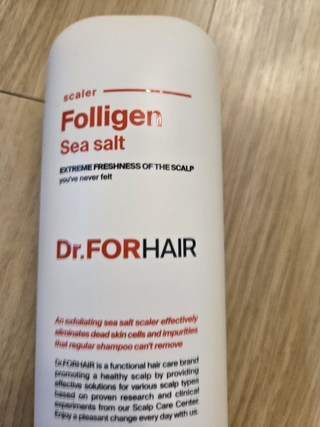 scaler
Folligen
Sea salt
EXTREME FRESHNESS OF THE SCALP
you've never felt
Dr.FORHAIR
An exfoliating sea salt scaler effectively
eliminates dead skin cells and impurities
that regular shampoo can't remove
Dr.FORHAIR is a functional hair care brand
promoting a healthy scalp by providing
effective solutions for various scalp types
based on proven research and clinical
experiments from our Scalp Care Center.
Enjoy a pleasant change every day with us.